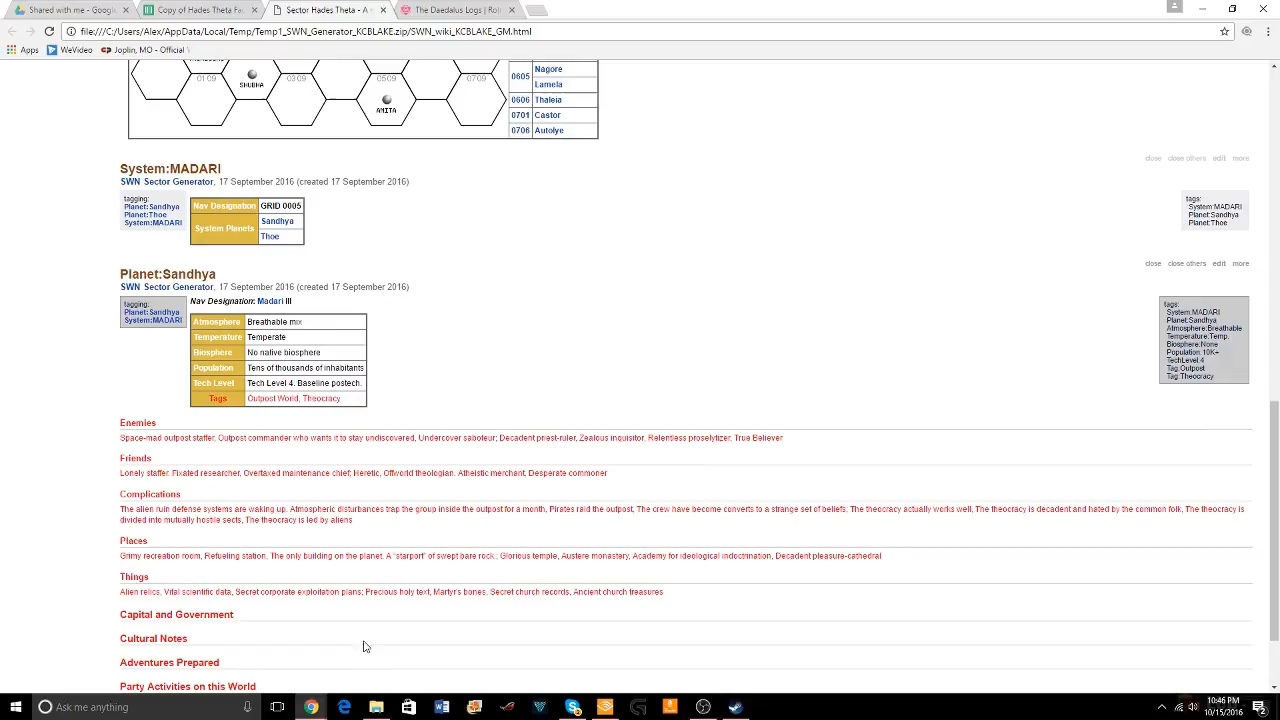 Shared with me - Google
Copy of Hades Theta Fa
Sector Hades Theta - A
The Daedalus Logs | Rol
file:///C:/Users/Alex/AppData/Local/Temp/Temp1_SWN_Generator_KCBLAKE.zip/SWN_wiki_KCBLAKE_GM.html
Apps WeVideo Joplin, MO - Official
0109 0309 0509 0709
SHUBHA
AMITA
0605 Nagore
Lamela
0606 Thaleia
0701 Castor
0706 Autolye
System:MADARI
close close others edit more
SWN Sector Generator, 17 September 2016 (created 17 September 2016)
tagging:
Planet:Sandhya
Planet:Thoe
System:MADARI
Nav Designation GRID 0005
System Planets Sandhya
Thoe
tags:
System:MADARI
Planet:Sandhya
Planet:Thoe
Planet:Sandhya
close close others edit more
SWN Sector Generator, 17 September 2016 (created 17 September 2016)
tagging:
Planet:Sandhya
System:MADARI
Nav Designation: Madari III
Atmosphere Breathable mix
Temperature Temperate
Biosphere No native biosphere
Population Tens of thousands of inhabitants
Tech Level Tech Level 4. Baseline postech.
Tags Outpost World, Theocracy
tags:
System:MADARI
Planet:Sandhya
Atmosphere:Breathable
Temperature:Temp.
Biosphere:None
Population:10K+
TechLevel:4
Tag:Outpost
Tag:Theocracy
Enemies
Space-mad outpost staffer, Outpost commander who wants it to stay undiscovered, Undercover saboteur; Decadent priest-ruler, Zealous inquisitor, Relentless proselytizer, True Believer
Friends
Lonely staffer, Fixated researcher, Overtaxed maintenance chief; Heretic, Offworld theologian, Atheistic merchant, Desperate commoner
Complications
The alien ruin defense systems are waking up, Atmospheric disturbances trap the group inside the outpost for a month, Pirates raid the outpost, The crew have become converts to a strange set of beliefs; The theocracy actually works well, The theocracy is decadent and hated by the common folk, The theocracy is
divided into mutually hostile sects, The theocracy is led by aliens
Places
Grimy recreation room, Refueling station, The only building on the planet, A “starport” of swept bare rock.; Glorious temple, Austere monastery, Academy for ideological indoctrination, Decadent pleasure-cathedral
Things
Alien relics, Vital scientific data, Secret corporate exploitation plans; Precious holy text, Martyr's bones, Secret church records, Ancient church treasures
Capital and Government
Cultural Notes
Adventures Prepared
Party Activities on this World
Ask me anything
10:46 PM
10/15/2016